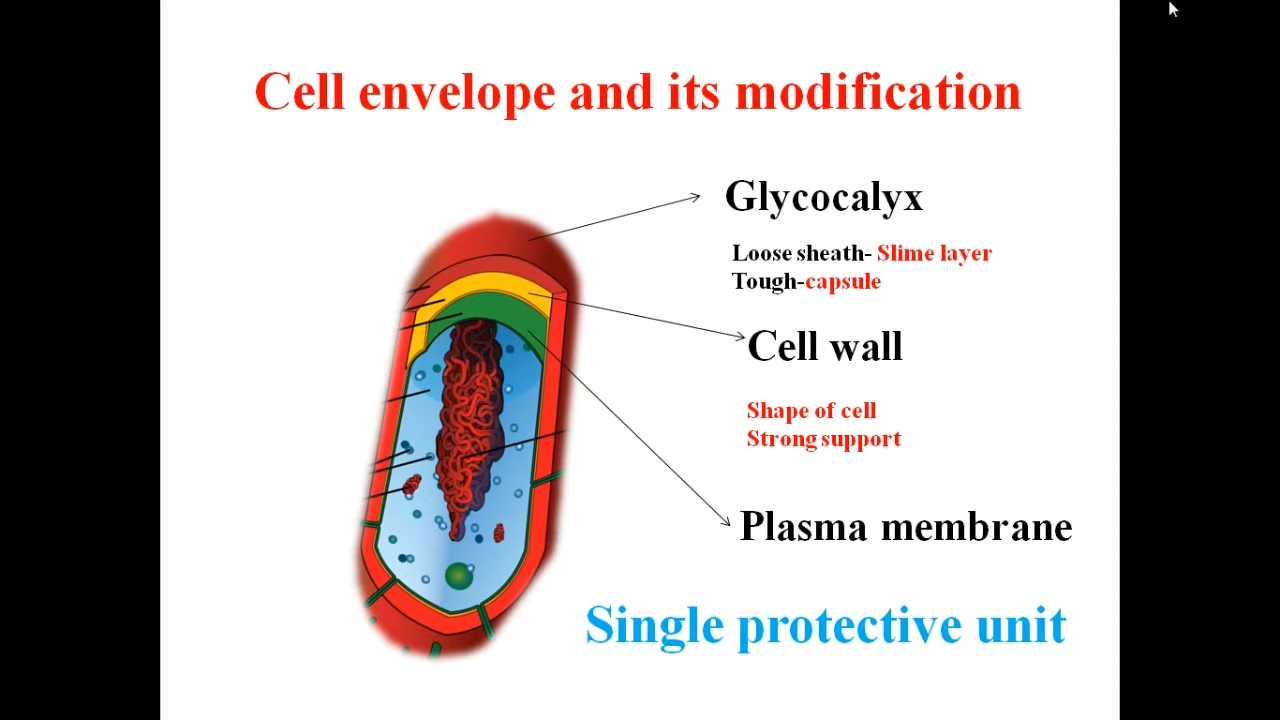 Cell envelope and its modification
Glycocalyx
Loose sheath- Slime layer
Tough-capsule
Cell wall
Shape of cell
Strong support
Plasma membrane
Single protective unit